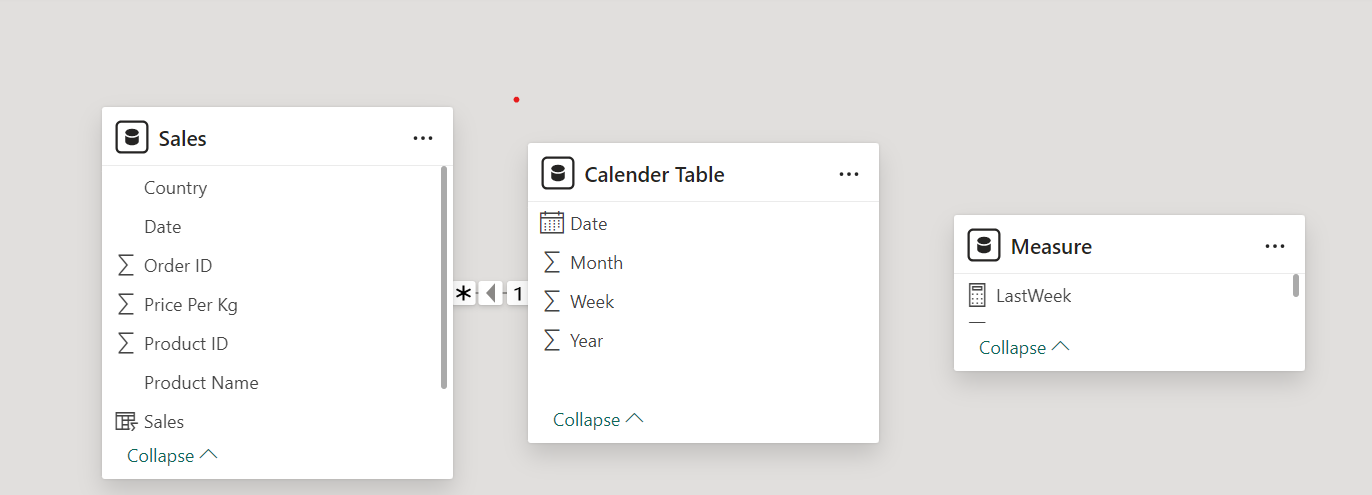 Sales
Country
Date
Order ID
Price Per Kg
Product ID
Product Name
Sales
Collapse
* 1
Calender Table
Date
Month
Week
Year
Collapse
Measure
LastWeek
Collapse